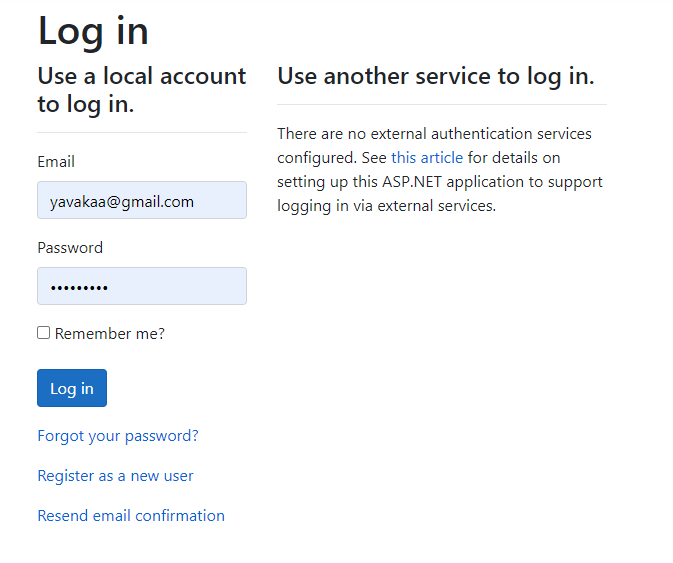 Log in
Use a local account
to log in.
Email
yavakaa@gmail.com
Password
•••••••••
Remember me?
Log in
Forgot your password?
Register as a new user
Resend email confirmation
Use another service to log in.
There are no external authentication services
configured. See this article for details on
setting up this ASP.NET application to support
logging in via external services.